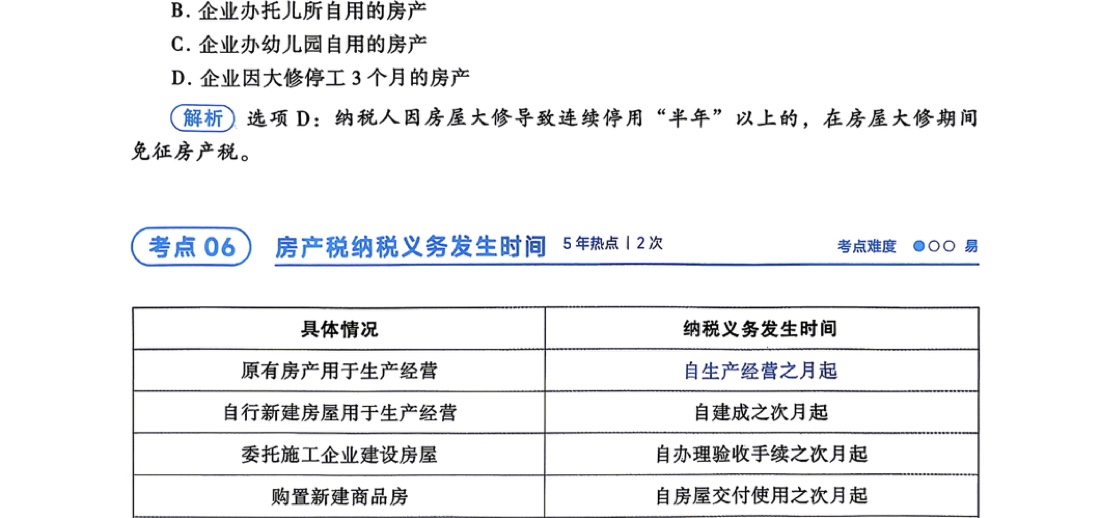 B. 企业办托儿所自用的房产
C. 企业办幼儿园自用的房产
D. 企业因大修停工 3 个月的房产
解析 选项 D：纳税人因房屋大修导致连续停用“半年”以上的，在房屋大修期间
免征房产税。
考点 06 房产税纳税义务发生时间 5 年热点 | 2 次 考点难度 易
具体情况 纳税义务发生时间
原有房产用于生产经营 自生产经营之月起
自行新建房屋用于生产经营 自建成之次月起
委托施工企业建设房屋 自办理验收手续之次月起
购置新建商品房 自房屋交付使用之次月起